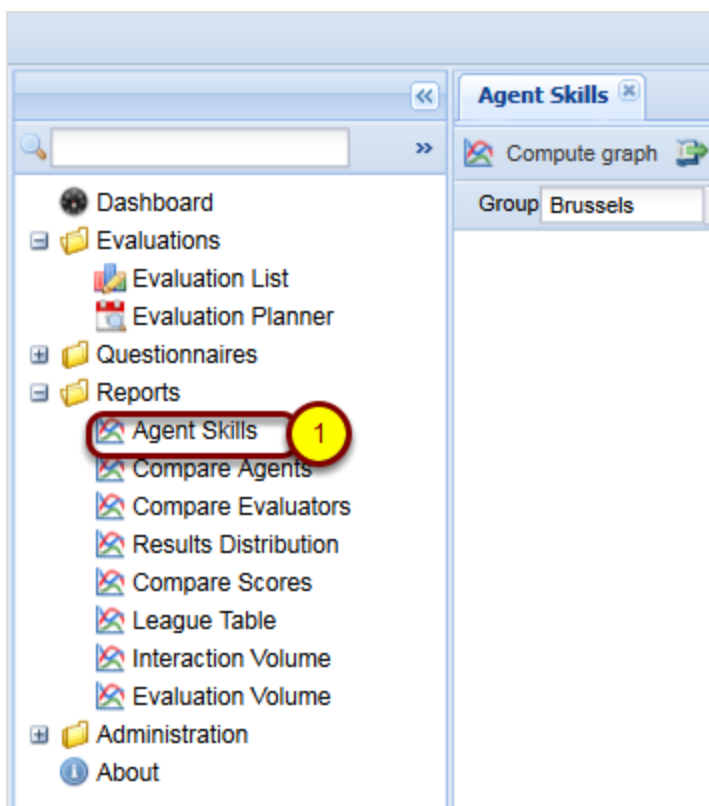 Agent Skills
Compute graph
Group Brussels
Dashboard
Evaluations
Evaluation List
Evaluation Planner
Questionnaires
Reports
Agent Skills 1
Compare Agents
Compare Evaluators
Results Distribution
Compare Scores
League Table
Interaction Volume
Evaluation Volume
Administration
About